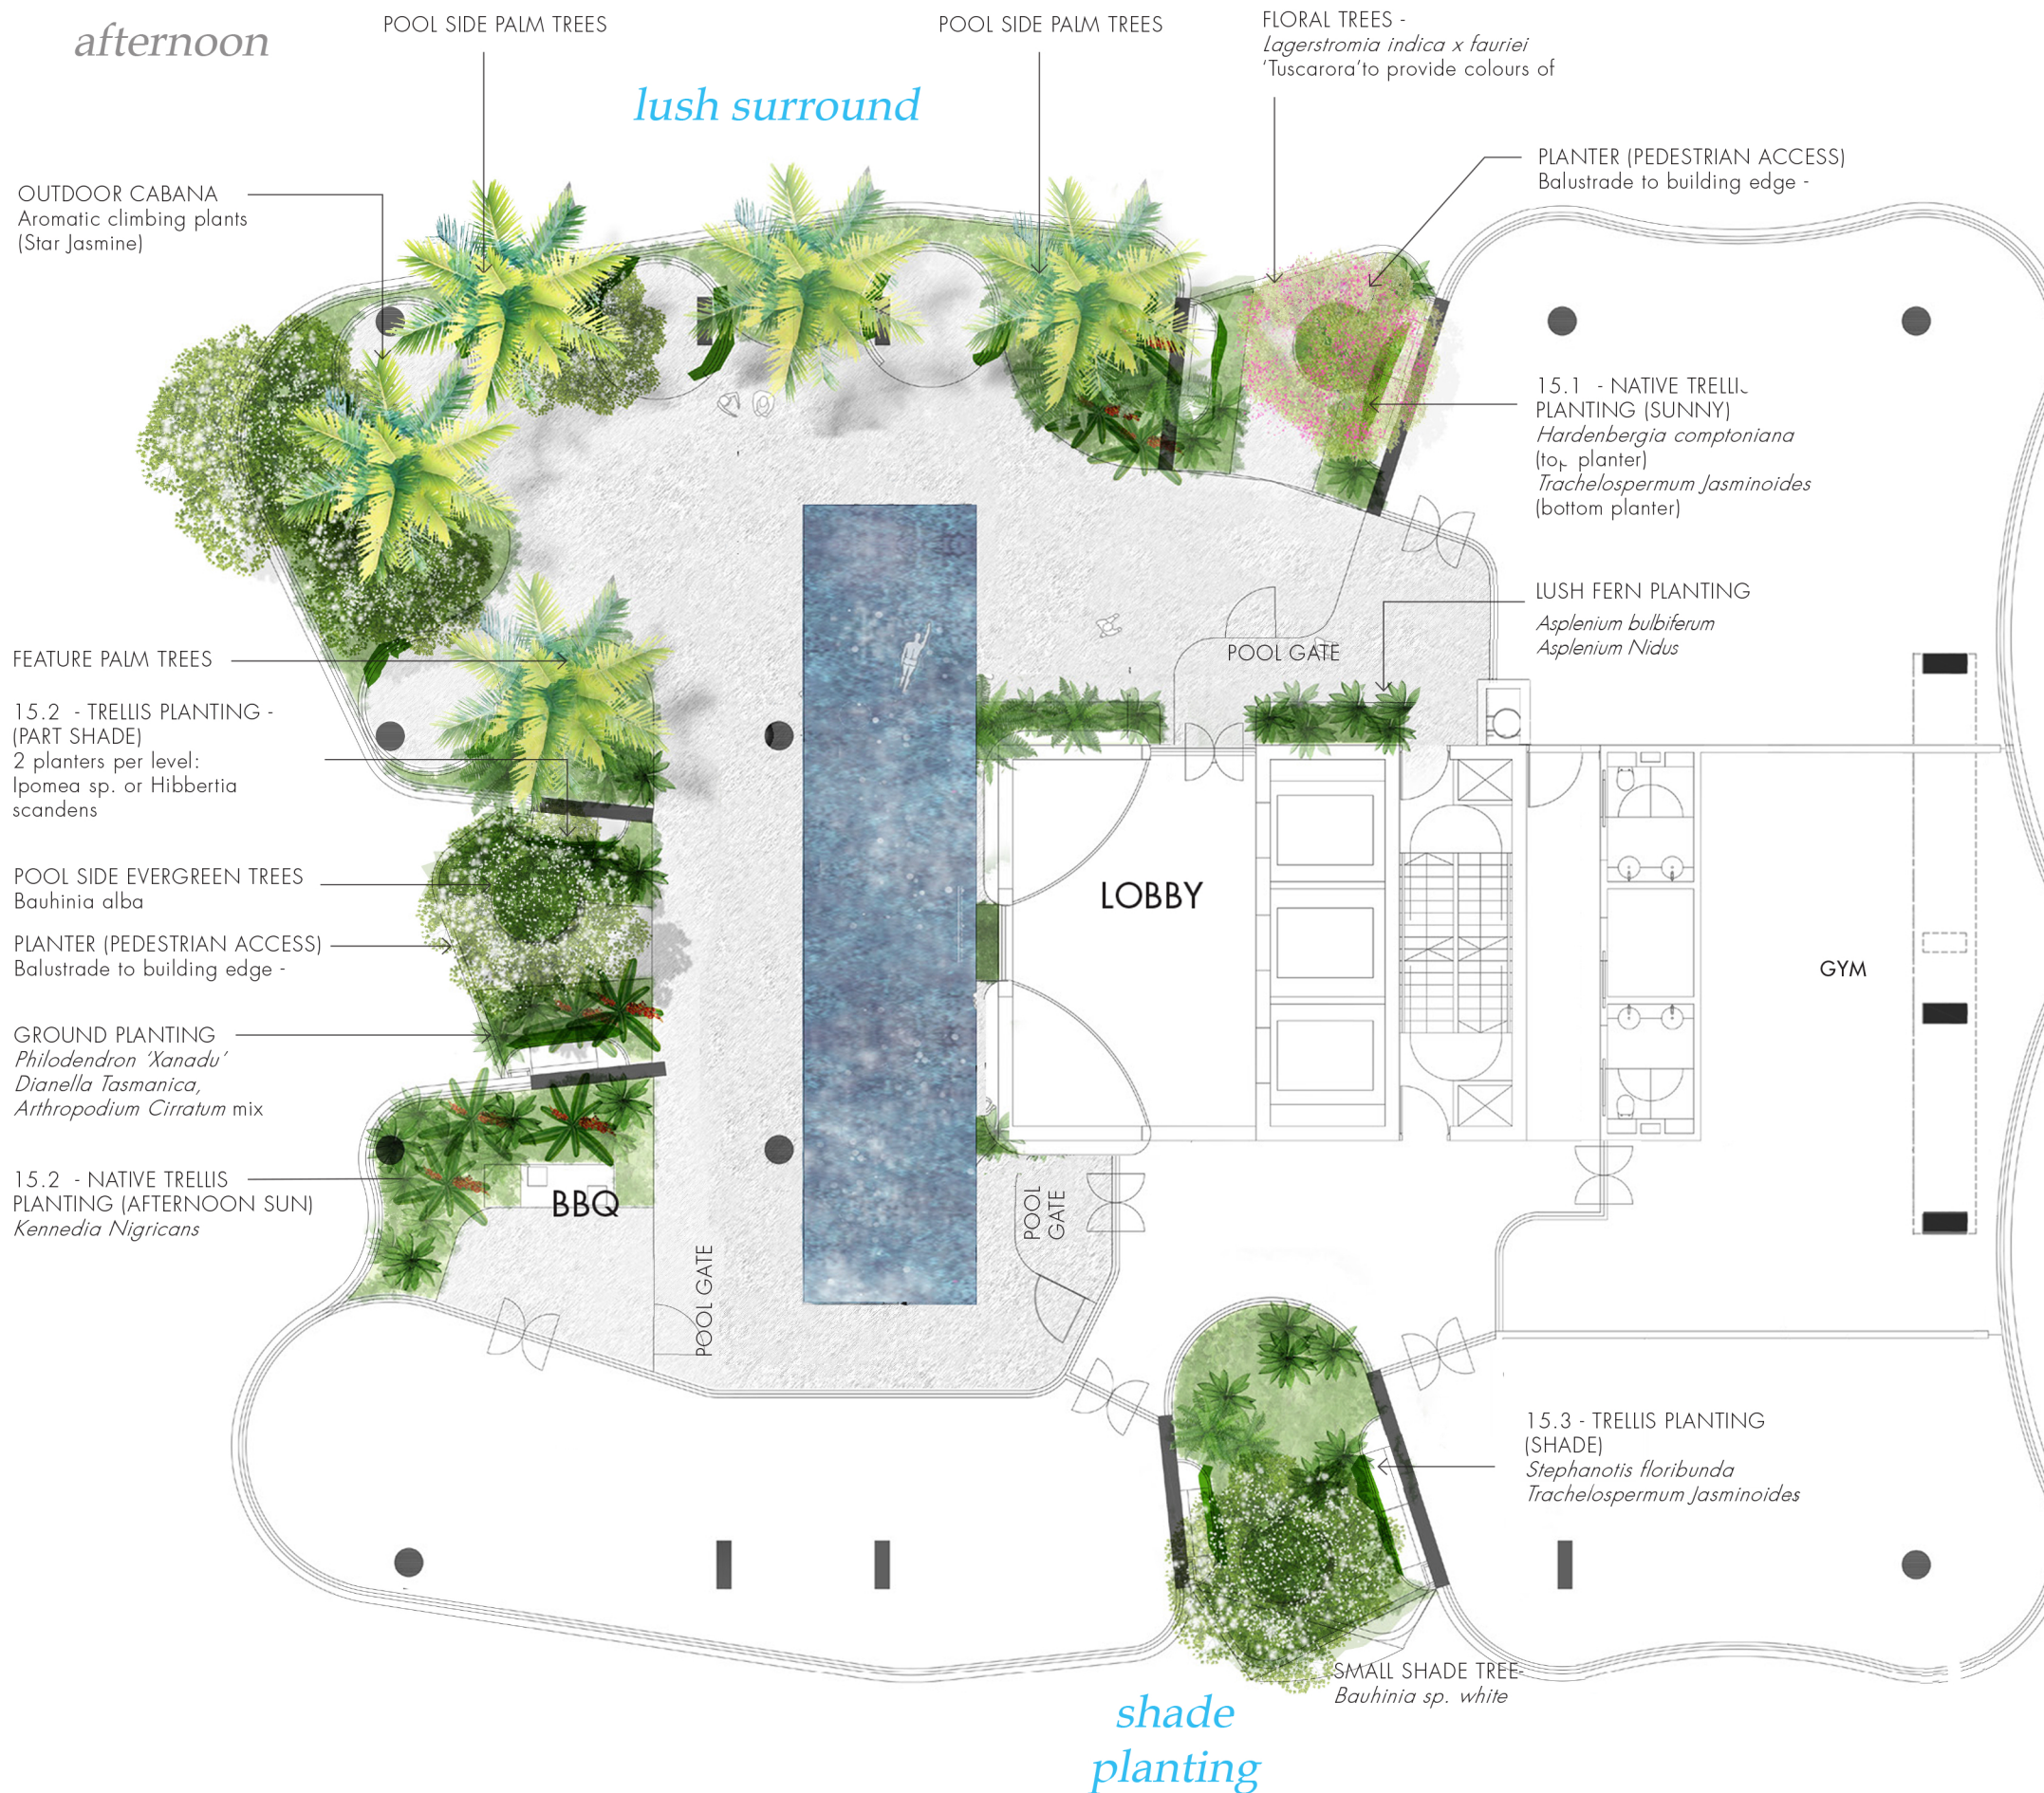 afternoon
POOL SIDE PALM TREES
POOL SIDE PALM TREES
FLORAL TREES -
Lagerstromia indica x fauriei
'Tuscarora'to provide colours of
lush surround
PLANTER (PEDESTRIAN ACCESS)
Balustrade to building edge -
OUTDOOR CABANA
Aromatic climbing plants
(Star Jasmine)
15.1 - NATIVE
PLANTING (SUNNY)
Hardenbergia comptoniana
planter)
Trachelospermum Jasminoides
(bottom planter)
LUSH FERN PLANTING
Asplenium bulbiferum
Asplenium Nidus
POOL GATE
FEATURE PALM TREES
15.2 - TRELLIS PLANTING -
(PART SHADE)
2 planters per level:
Ipomea sp. or Hibbertia
scandens
POOL SIDE EVERGREEN TREES
Bauhinia alba
LOBBY
PLANTER (PEDESTRIAN ACCESS)
Balustrade to building edge -
GYM
GROUND PLANTING
Philodendron 'Xanadu'
Dianella Tasmanica,
Arthropodium Cirratum mix
15.2 - NATIVE TRELLIS
PLANTING (AFTERNOON SUN)
Kennedia Nigricans
BBQ
POOL
GATE
POOL GATE
15.3 - TRELLIS PLANTING
(SHADE)
Stephanotis floribunda
Trachelospermum Jasminoides
SMALL SHADE TREE-
Bauhinia sp. white
shade
planting